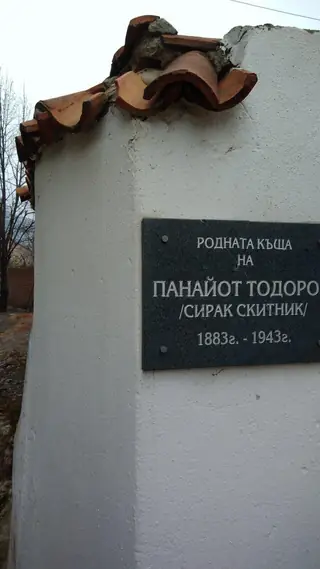 РОДНАТА КЪЩА
НА
ПАНАЙОТ ТОДОРО
/СИРАК СКИТНИК/
1883г. - 1943г.